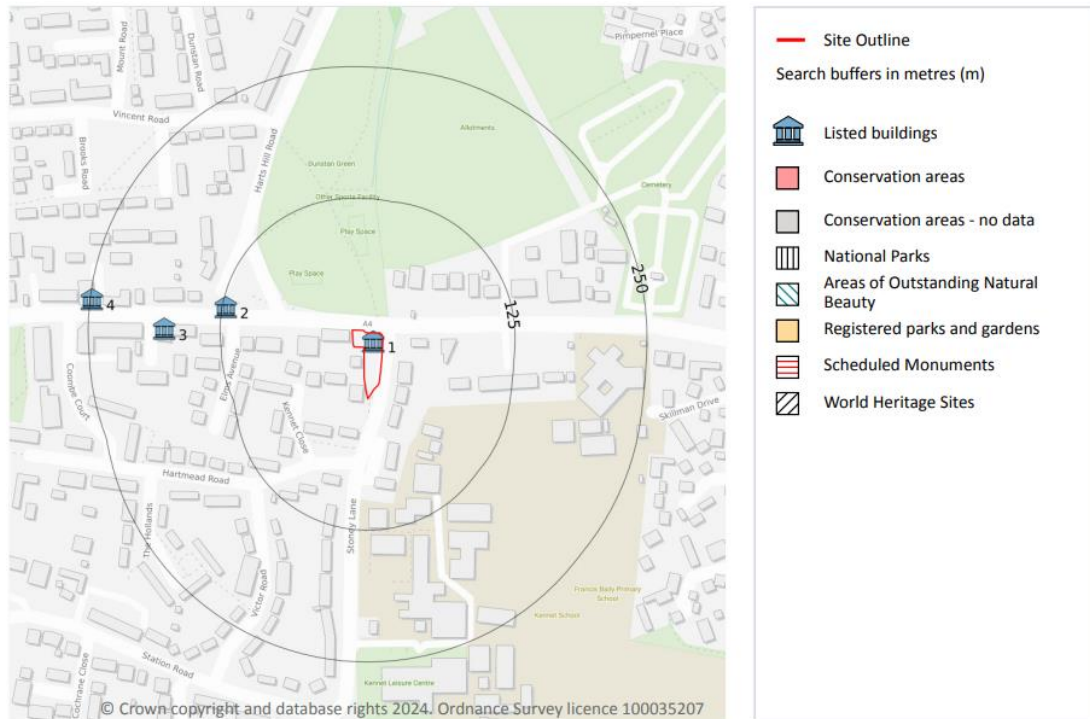 Pimpernel Place
Mount Road
Dunstan Road
Vincent Road
Brooks Road
Harts Hill Road
Allotments
Dunstan Green
Cemetery
Other Sports Facility
Play Space
Play Space
250
4
2
125
3
A4
1
Coombe Court
Elms Avenue
Kennet Close
Skillman Drive
Hartmead Road
Stoney Lane
The Hollands
Victor Road
Francis Baily Primary
School
Kennet School
Station Road
Cochrane Close
Kennet Leisure Centre
© Crown copyright and database rights 2024. Ordnance Survey licence 100035207
Site Outline
Search buffers in metres (m)
Listed buildings
Conservation areas
Conservation areas - no data
National Parks
Areas of Outstanding Natural
Beauty
Registered parks and gardens
Scheduled Monuments
World Heritage Sites